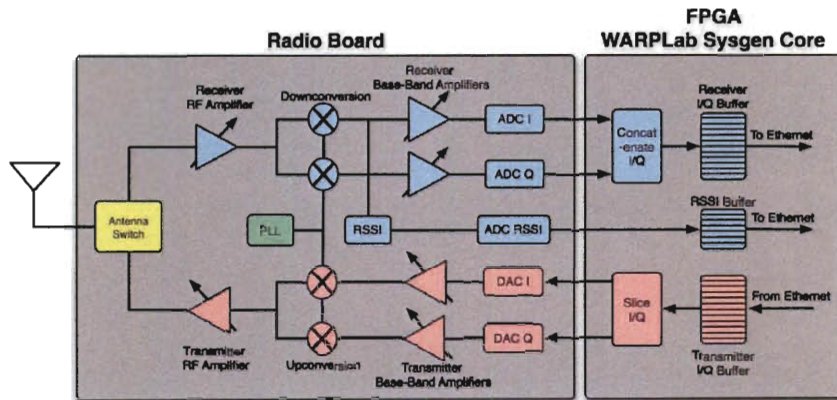 FPGA
Radio Board
WARPLab Sysgen Core
Receiver
RF Amplifier
Downconversion
Receiver
Base-Band Amplifiers
Receiver
I/Q Buffer
ADC I
Concat
-enate
I/Q
To Ethernet
ADC Q
Antenna
Switch
PLL
RSSI
ADC RSSI
RSSI Buffer
To Ethernet
DAC I
Slice
I/Q
From Ethernet
DAC Q
Transmitter
RF Amplifier
Upconversion
Transmitter
Base-Band Amplifiers
Transmitter
I/Q Buffer